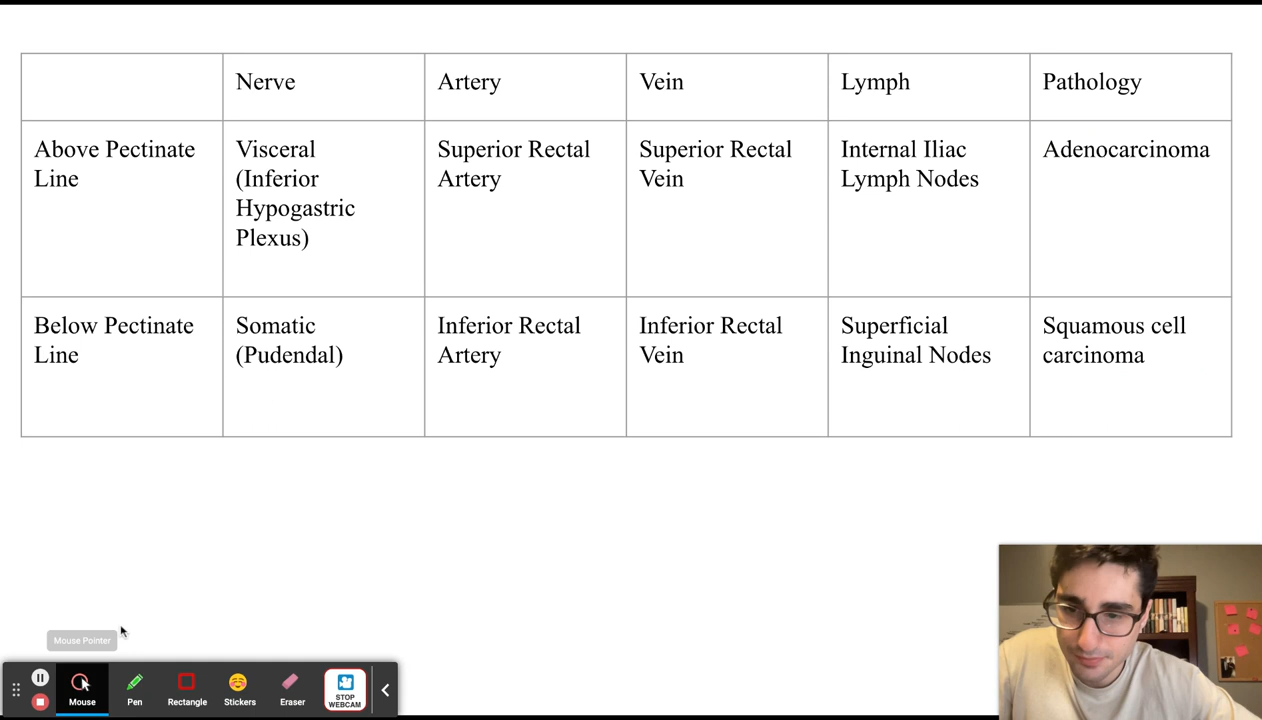 Nerve
Artery
Vein
Lymph
Pathology
Above Pectinate
Line
Visceral
(Inferior
Hypogastric
Plexus)
Superior Rectal
Artery
Superior Rectal
Vein
Internal Iliac
Lymph Nodes
Adenocarcinoma
Below Pectinate
Line
Somatic
(Pudendal)
Inferior Rectal
Artery
Inferior Rectal
Vein
Superficial
Inguinal Nodes
Squamous cell
carcinoma
Mouse Pointer
Mouse
Pen
Rectangle
Stickers
Eraser
STOP
WEBCAM